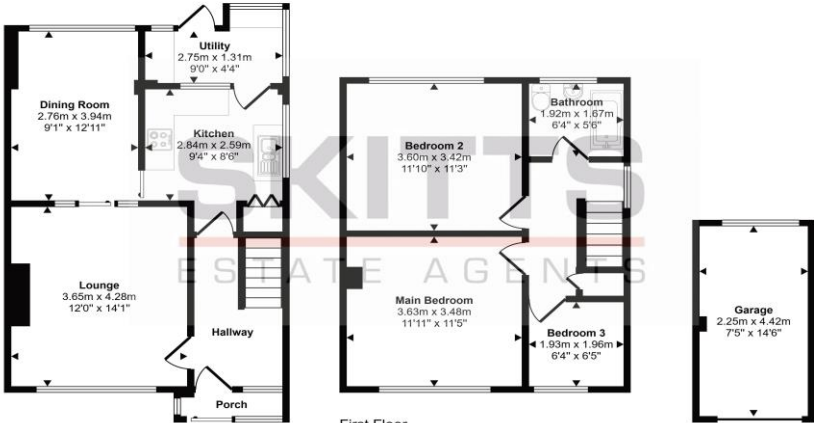 Utility
2.75m x 1.31m
9'0" x 4'4"
Dining Room
2.76m x 3.94m
9'1" x 12'11"
Kitchen
2.84m x 2.59m
9'4" x 8'6"
Lounge
3.65m x 4.28m
12'0" x 14'1"
Hallway
Porch
Bathroom
1.92m x 1.67m
6'4" x 5'6"
Bedroom 2
3.60m x 3.42m
11'10" x 11'3"
Main Bedroom
3.63m x 3.48m
11'11" x 11'5"
Bedroom 3
1.93m x 1.96m
6'4" x 6'5"
First Floor
Garage
2.25m x 4.42m
7'5" x 14'6"
SKITTS
ESTATE AGENTS